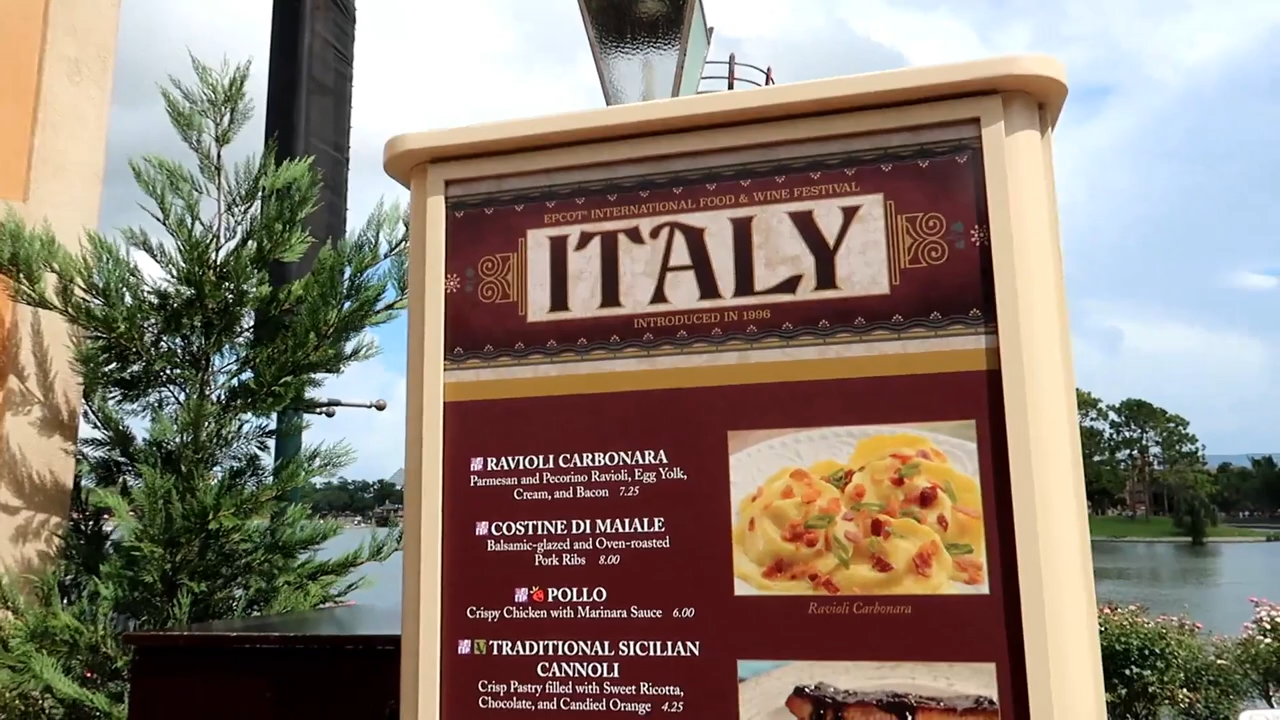 EPCOT® INTERNATIONAL FOOD & WINE FESTIVAL
ITALY
INTRODUCED IN 1996
RAVIOLI CARBONARA
Parmesan and Pecorino Ravioli, Egg Yolk,
Cream, and Bacon 7.25
COSTINE DI MAIALE
Balsamic-glazed and Oven-roasted
Pork Ribs 8.00
POLLO
Crispy Chicken with Marinara Sauce 6.00
TRADITIONAL SICILIAN
CANNOLI
Crisp Pastry filled with Sweet Ricotta,
Chocolate, and Candied Orange 4.25
Ravioli Carbonara